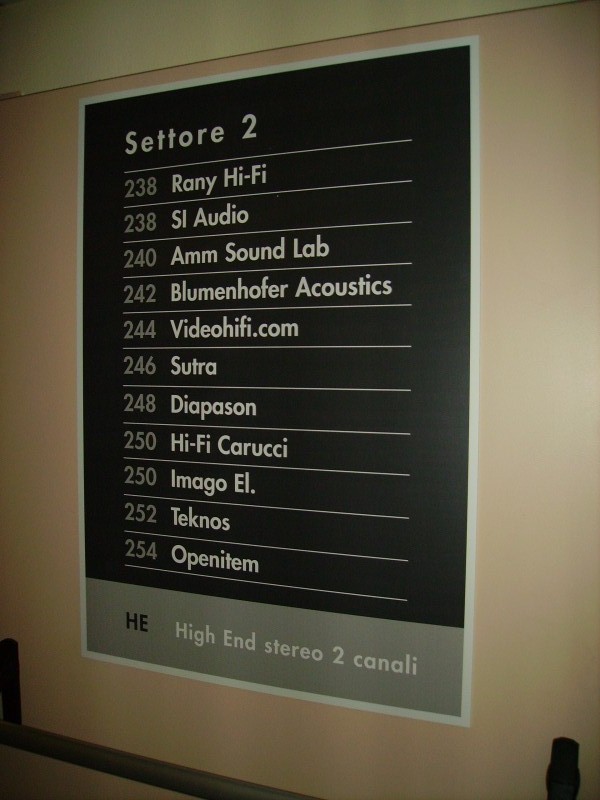 Settore 2
238 Rany Hi-Fi
238 SI Audio
240 Amm Sound Lab
242 Blumenhofer Acoustics
244 Videohifi.com
246 Sutra
248 Diapason
250 Hi-Fi Carucci
250 Imago El.
252 Teknos
254 Openitem
HE High End stereo 2 canali